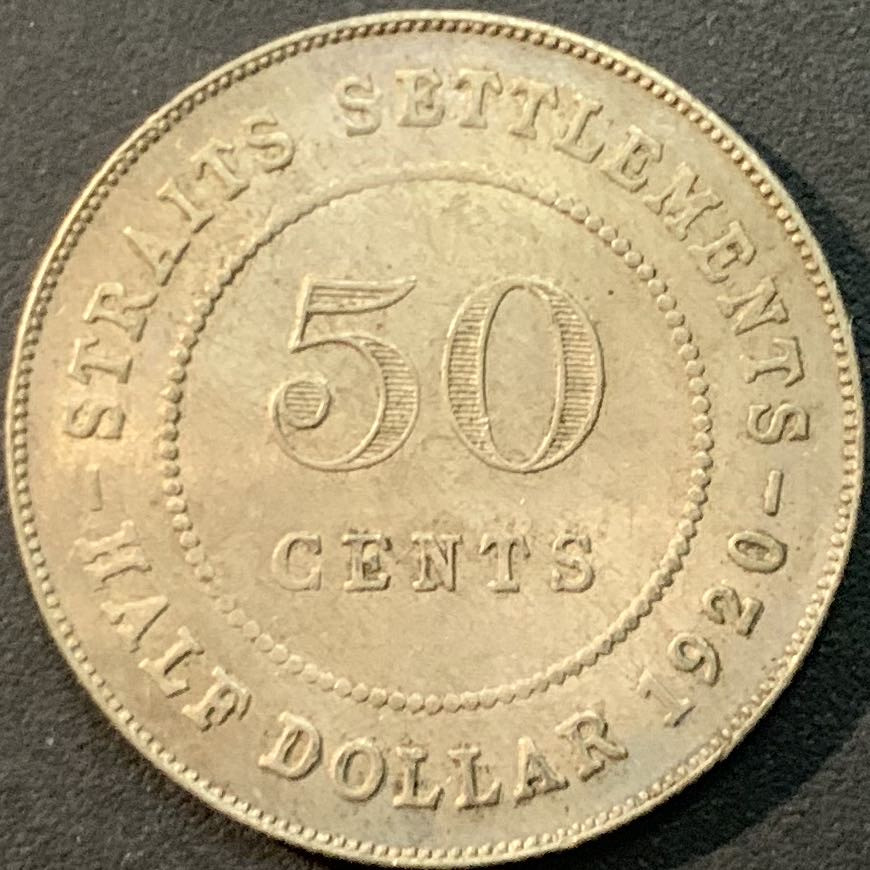 STRAITS SETTLEMENTS
50
CENTS
-HALF DOLLAR 1920-